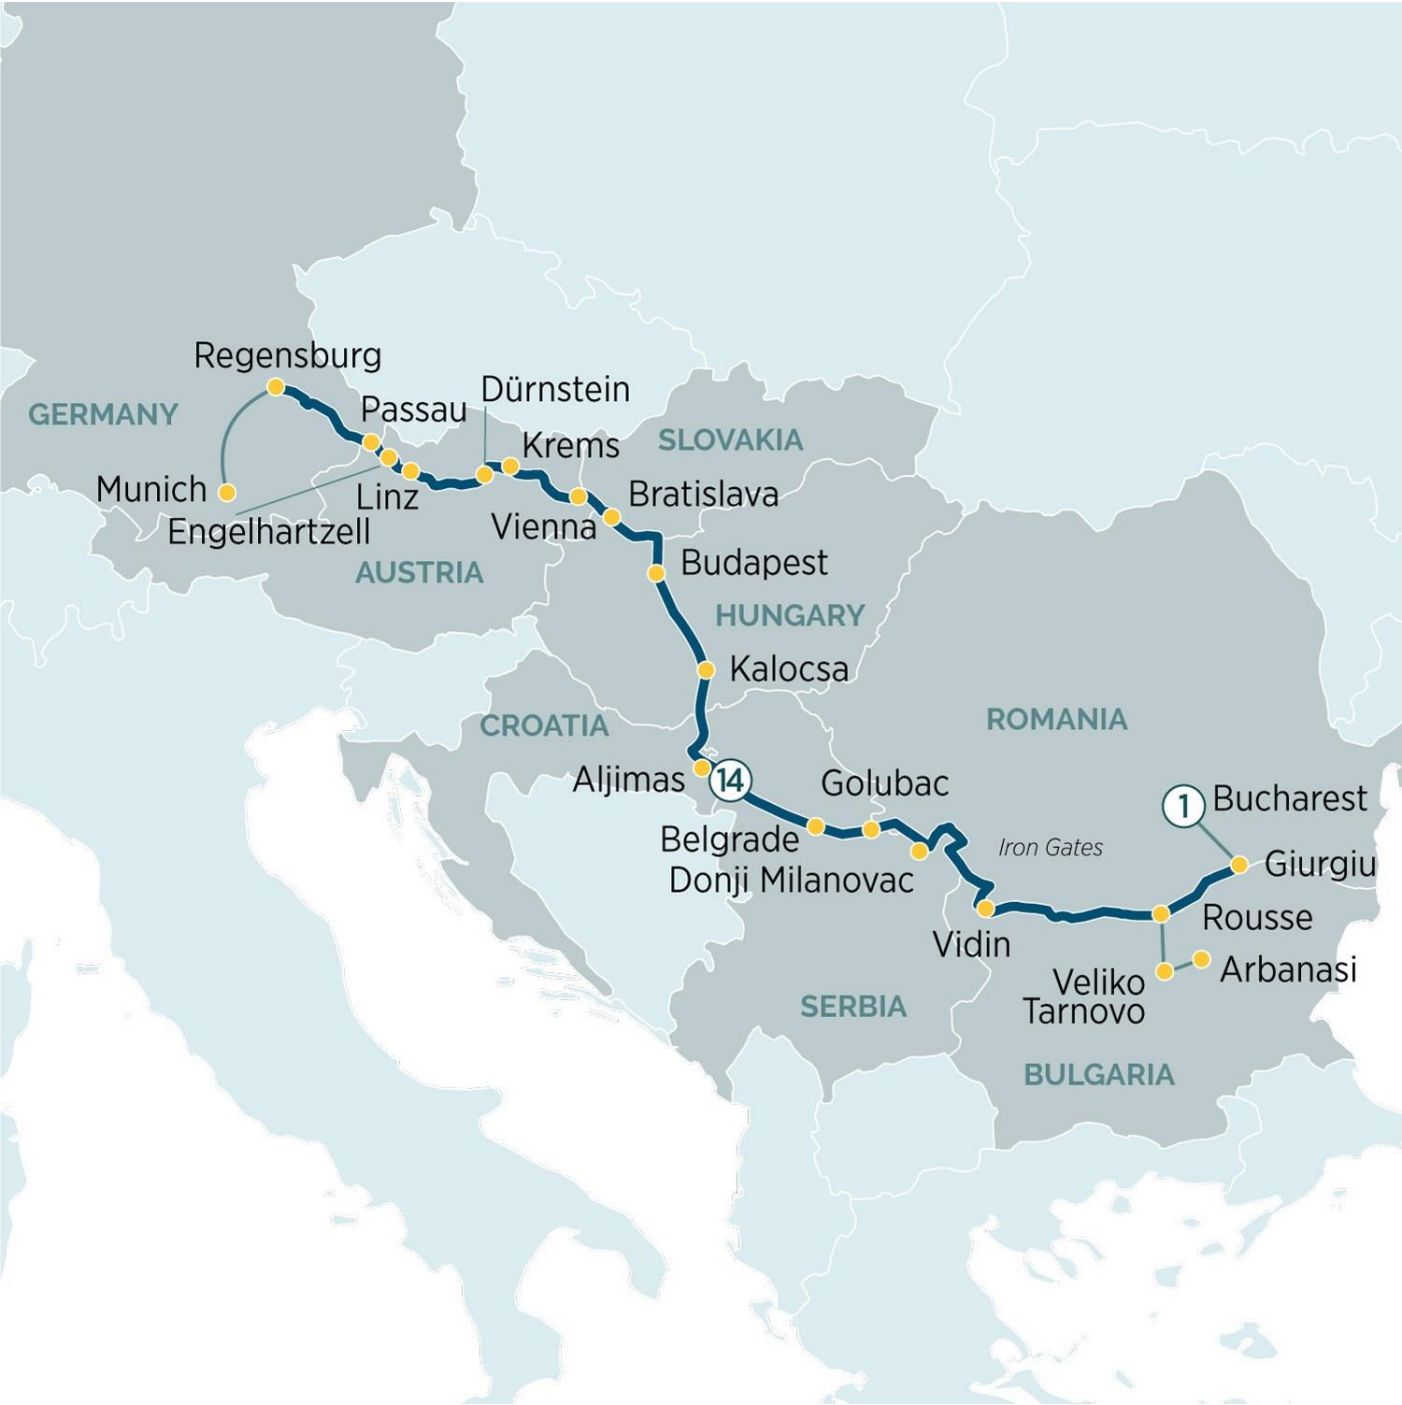 Regensburg
Dürnstein
GERMANY
Passau
Krems
SLOVAKIA
Munich
Linz
Bratislava
Engelhartzell
Vienna
AUSTRIA
Budapest
HUNGARY
Kalocsa
CROATIA
ROMANIA
Aljimas
14
Golubac
1
Bucharest
Belgrade
Iron Gates
Giurgiu
Donji Milanovac
Rousse
Vidin
Veliko
Tarnovo
Arbanasi
SERBIA
BULGARIA